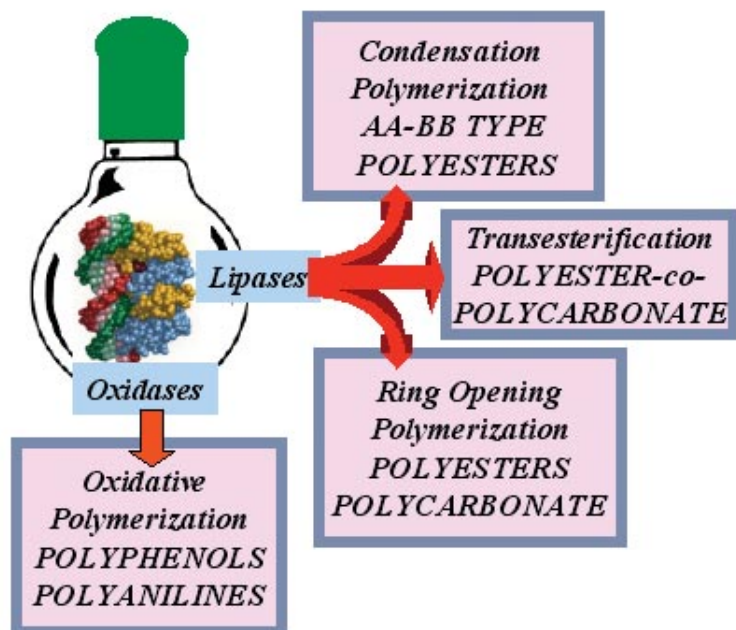 Condensation
Polymerization
AA-BB TYPE
POLYESTERS
Lipases
Transesterification
POLYESTER-co-
POLYCARBONATE
Oxidases
Ring Opening
Polymerization
POLYESTERS
POLYCARBONATE
Oxidative
Polymerization
POLYPHENOLS
POLYANILINES